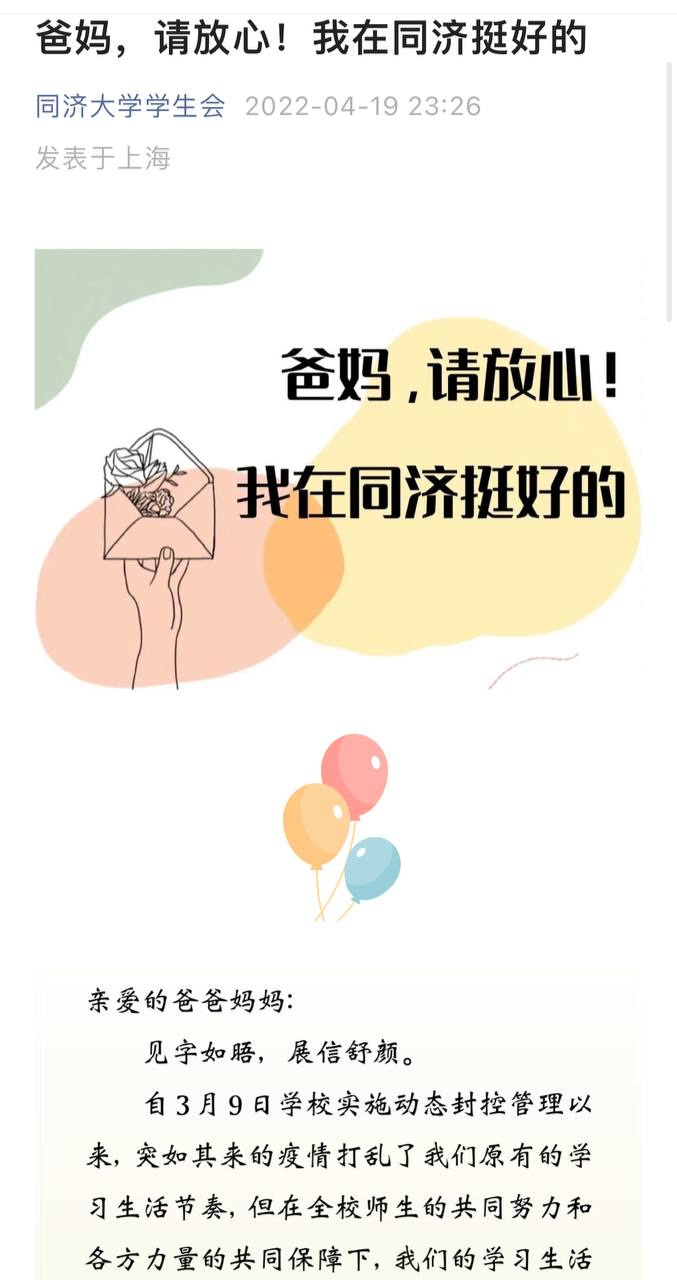 爸妈，请放心！我在同济挺好的
同济大学学生会 2022-04-19 23:26
发表于上海
爸妈,请放心!
我在同济挺好的
亲爱的爸爸妈妈：
见字如晤，展信舒颜。
自3月9日学校实施动态封控管理以
来，突如其来的疫情打乱了我们原有的学
习生活节奏，但在全校师生的共同努力和
各方力量的共同保障下，我们的学习生活